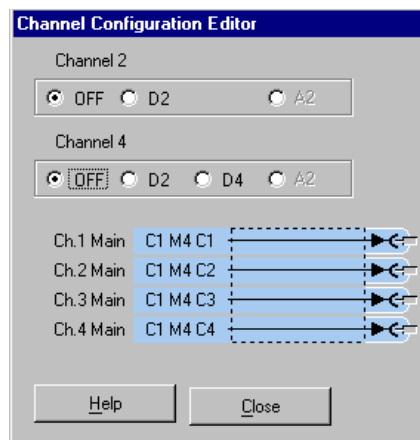 Channel Configuration Editor
Channel 2
OFF D2 A2
Channel 4
OFF D2 D4 A2
Ch.1 Main C1 M4 C1
Ch.2 Main C1 M4 C2
Ch.3 Main C1 M4 C3
Ch.4 Main C1 M4 C4
Help Close